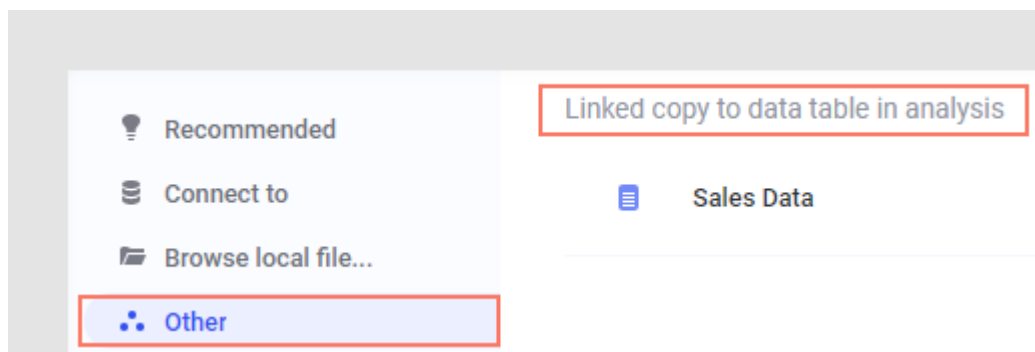 Recommended
Connect to
Browse local file...
Other
Linked copy to data table in analysis
Sales Data